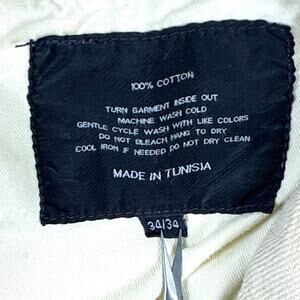 100% COTTON
TURN GARMENT INSIDE OUT
MACHINE WASH COLD
GENTLE CYCLE WASH WITH LIKE COLORS
DO NOT BLEACH HANG TO DRY
COOL IRON IF NEEDED DO NOT DRY CLEAN
MADE IN TUNISIA
34/34